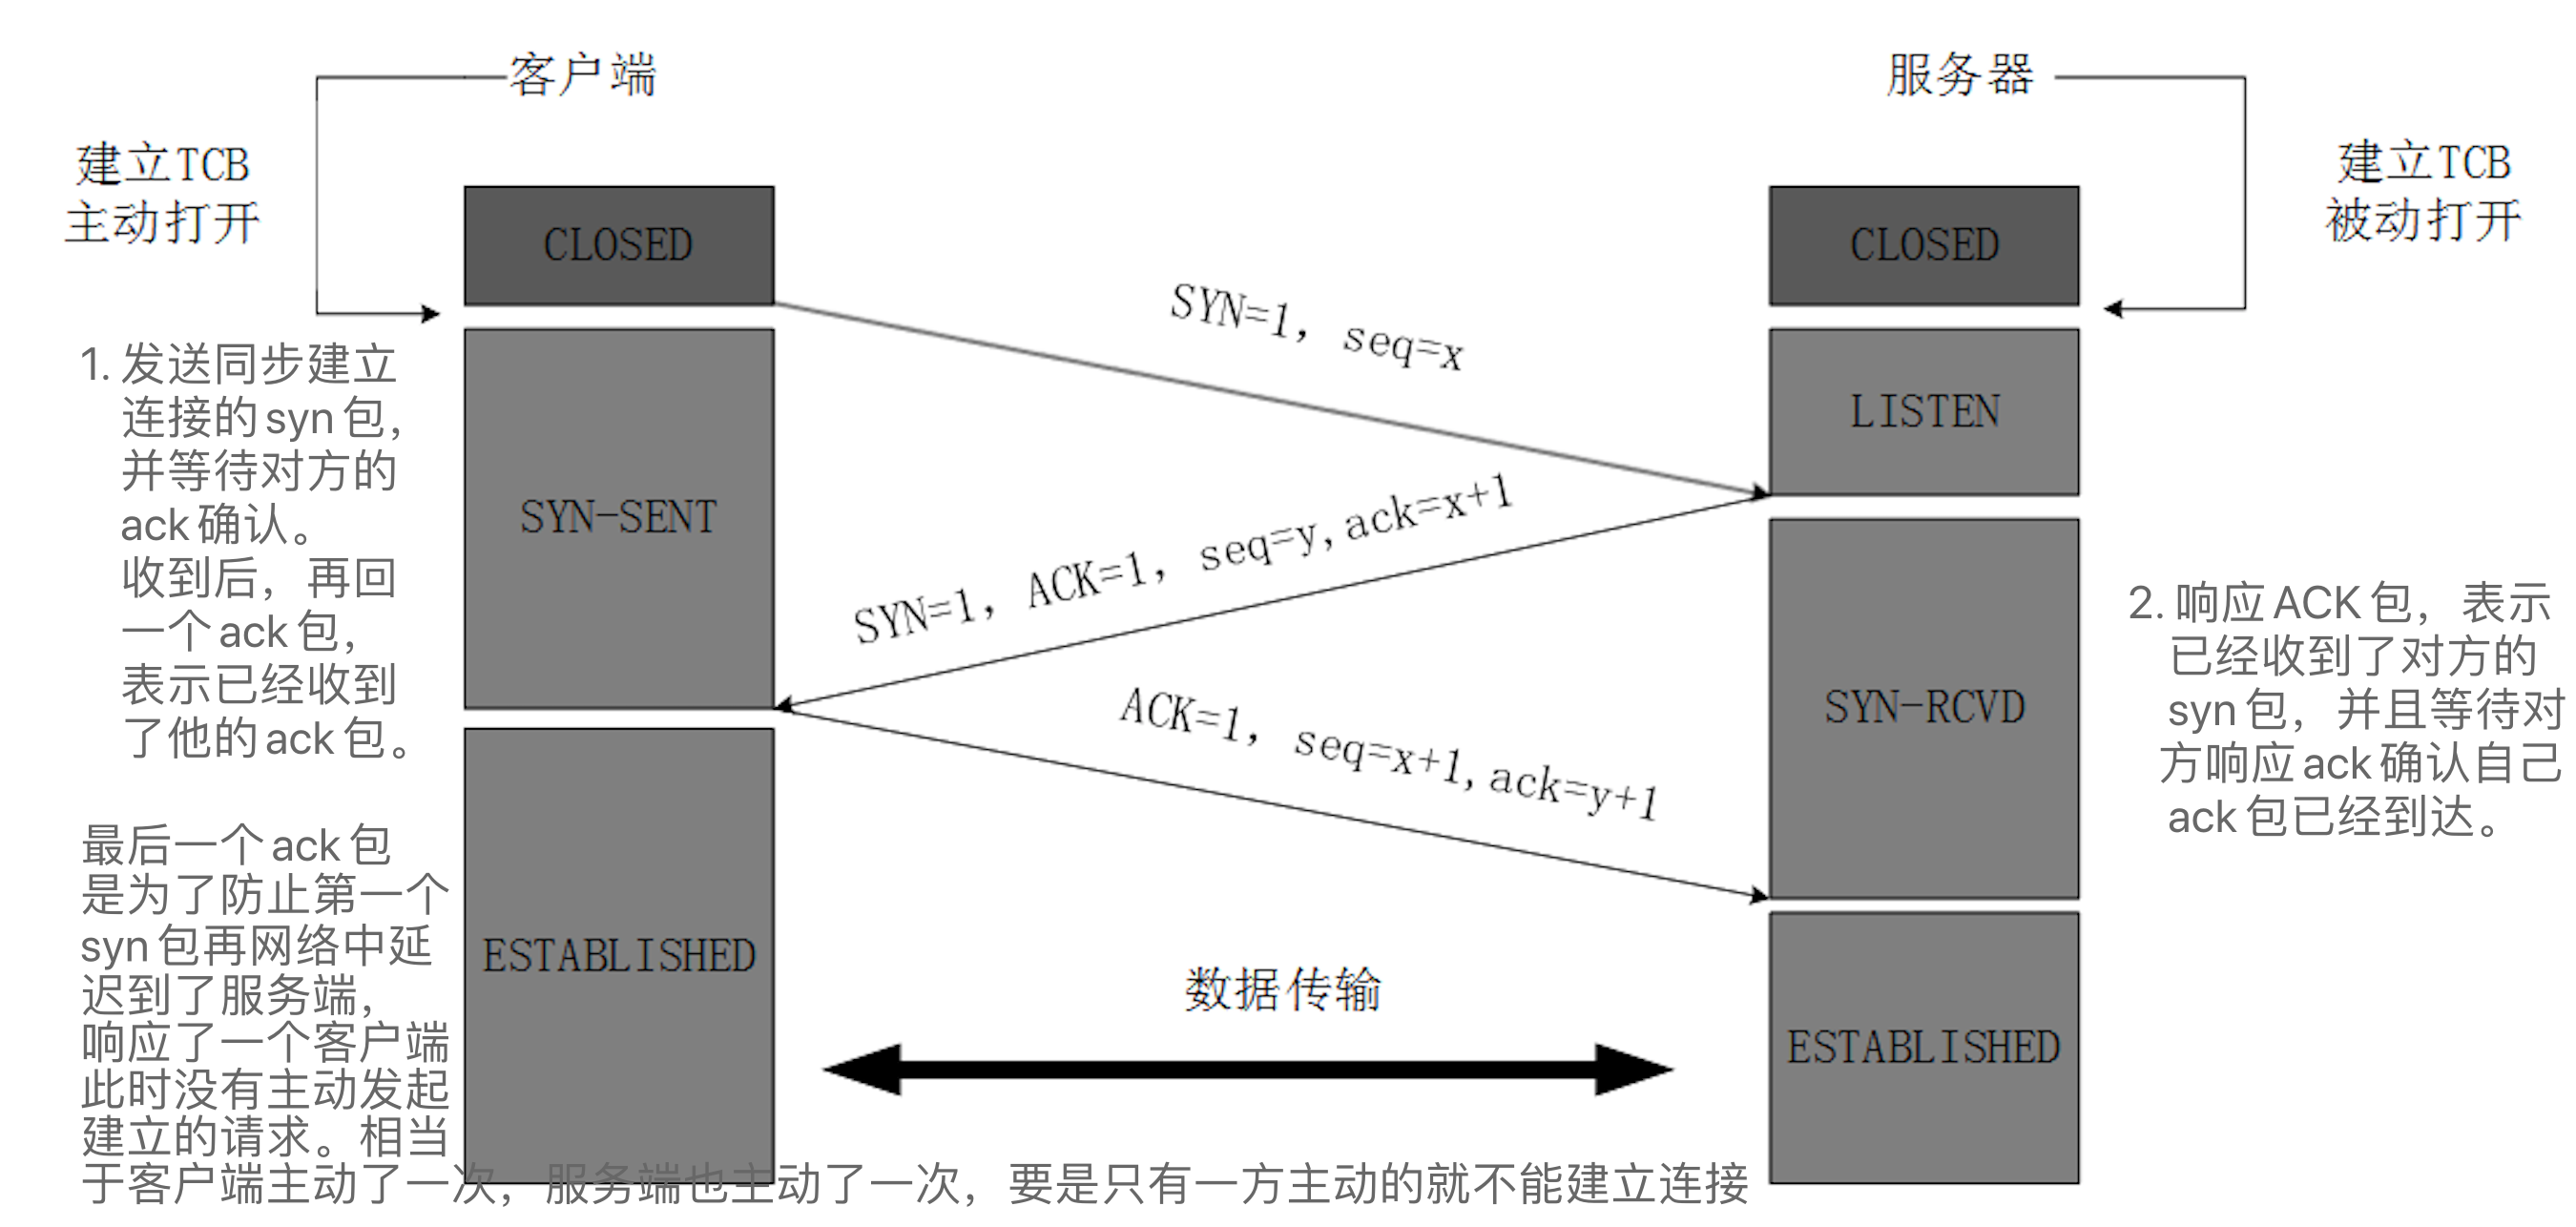 客户端
服务器
建立TCB
主动打开
建立TCB
被动打开
CLOSED
CLOSED
SYN=1, seq=x
1. 发送同步建立
连接的syn包,
并等待对方的
ack确认。
收到后，再回
一个ack包，
表示已经收到
了他的ack包。
SYN-SENT
LISTEN
SYN=1, ACK=1, seq=y,ack=x+1
2. 响应ACK包，表示
已经收到了对方的
syn包，并且等待对
方响应ack确认自己
ack包已经到达。
SYN-RCVD
ACK=1, seq=x+1,ack=y+1
最后一个ack包
是为了防止第一个
syn包再网络中延
迟到了服务端，
响应了一个客户端
此时没有主动发起
建立的请求。相当
于客户端主动了一次，服务端也主动了一次，要是只有一方主动的就不能建立连接
ESTABLISHED
数据传输
ESTABLISHED